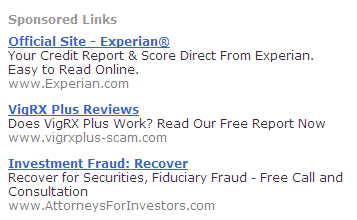 Sponsored Links
Official Site - Experian®
Your Credit Report & Score Direct From Experian.
Easy to Read Online.
www.Experian.com
VigRX Plus Reviews
Does VigRX Plus Work? Read Our Free Report Now
www.vigrxplus-scam.com
Investment Fraud: Recover
Recover for Securities, Fiduciary Fraud - Free Call and
Consultation
www.AttorneysForInvestors.com